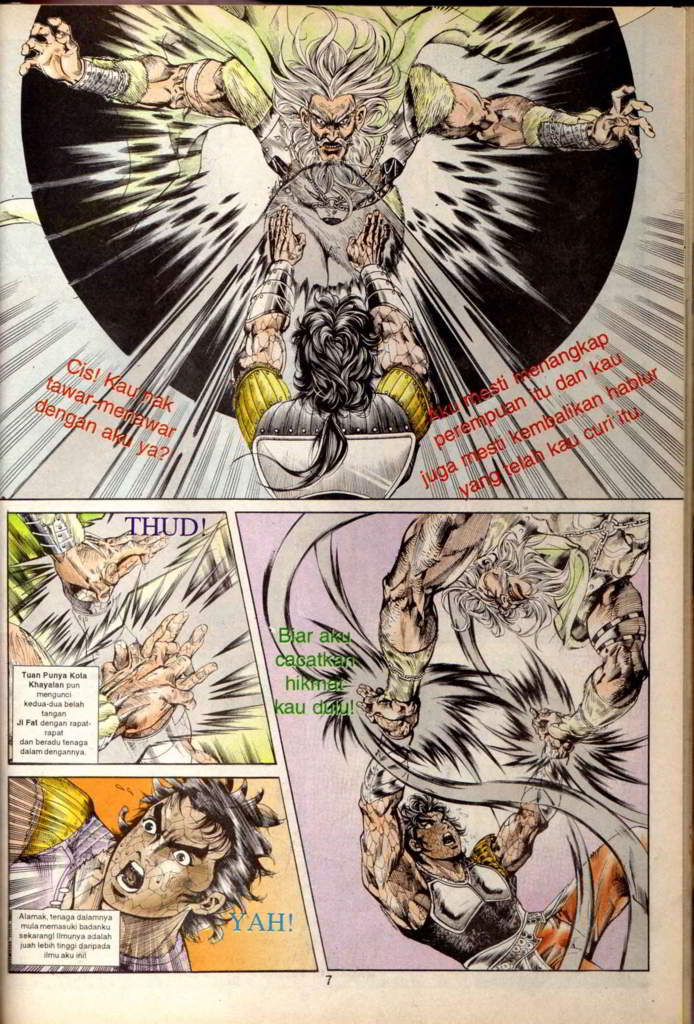 Cis! Kau nak
tawar-menawar
dengan aku ya?
Aku mesti menangkap
perempuan itu dan kau
juga mesti kembalikan hablur
yang telah kau curi itu.
THUD!
Tuan Punya Kota
Khayalan pun
mengunci
kedua-dua belah
tangan
Ji Fat dengan rapat-
rapat
dan beradu tenaga
dalam dengannya.
Biar aku
cacatkan
hikmat
kau dulu!
Alamak, tenaga dalamnya
mula memasuki badanku
sekarang! Ilmunya adalah
juah lebih tinggi daripada
ilmu aku ini!
YAH!
7